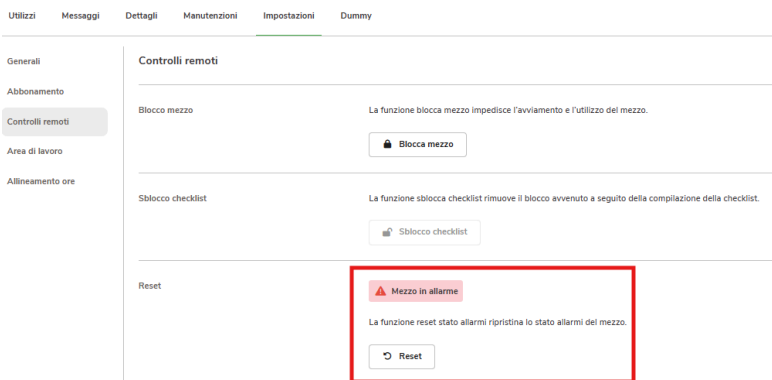 Utilizzi Messaggi Dettagli Manutenzioni Impostazioni Dummy
Generali
Abbonamento
Controlli remoti
Area di lavoro
Allineamento ore
Controlli remoti
Blocco mezzo
La funzione blocca mezzo impedisce l'avviamento e l'utilizzo del mezzo.
Blocca mezzo
Sblocco checklist
La funzione sblocca checklist rimuove il blocco avvenuto a seguito della compilazione della checklist.
Sblocco checklist
Reset
Mezzo in allarme
La funzione reset stato allarmi ripristina lo stato allarmi del mezzo.
Reset